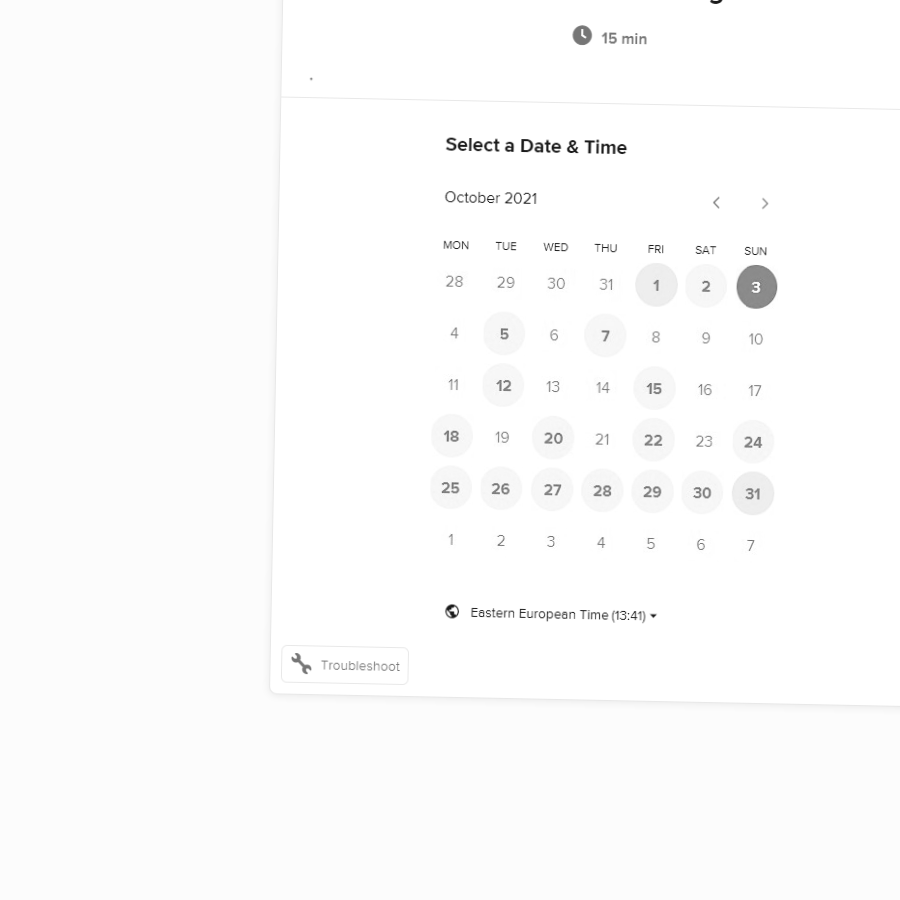 15 min
Select a Date & Time
October 2021
MON TUE WED THU FRI SAT SUN
28 29 30 31 1 2 3
4 5 6 7 8 9 10
11 12 13 14 15 16 17
18 19 20 21 22 23 24
25 26 27 28 29 30 31
1 2 3 4 5 6 7
Eastern European Time (13:41)
Troubleshoot